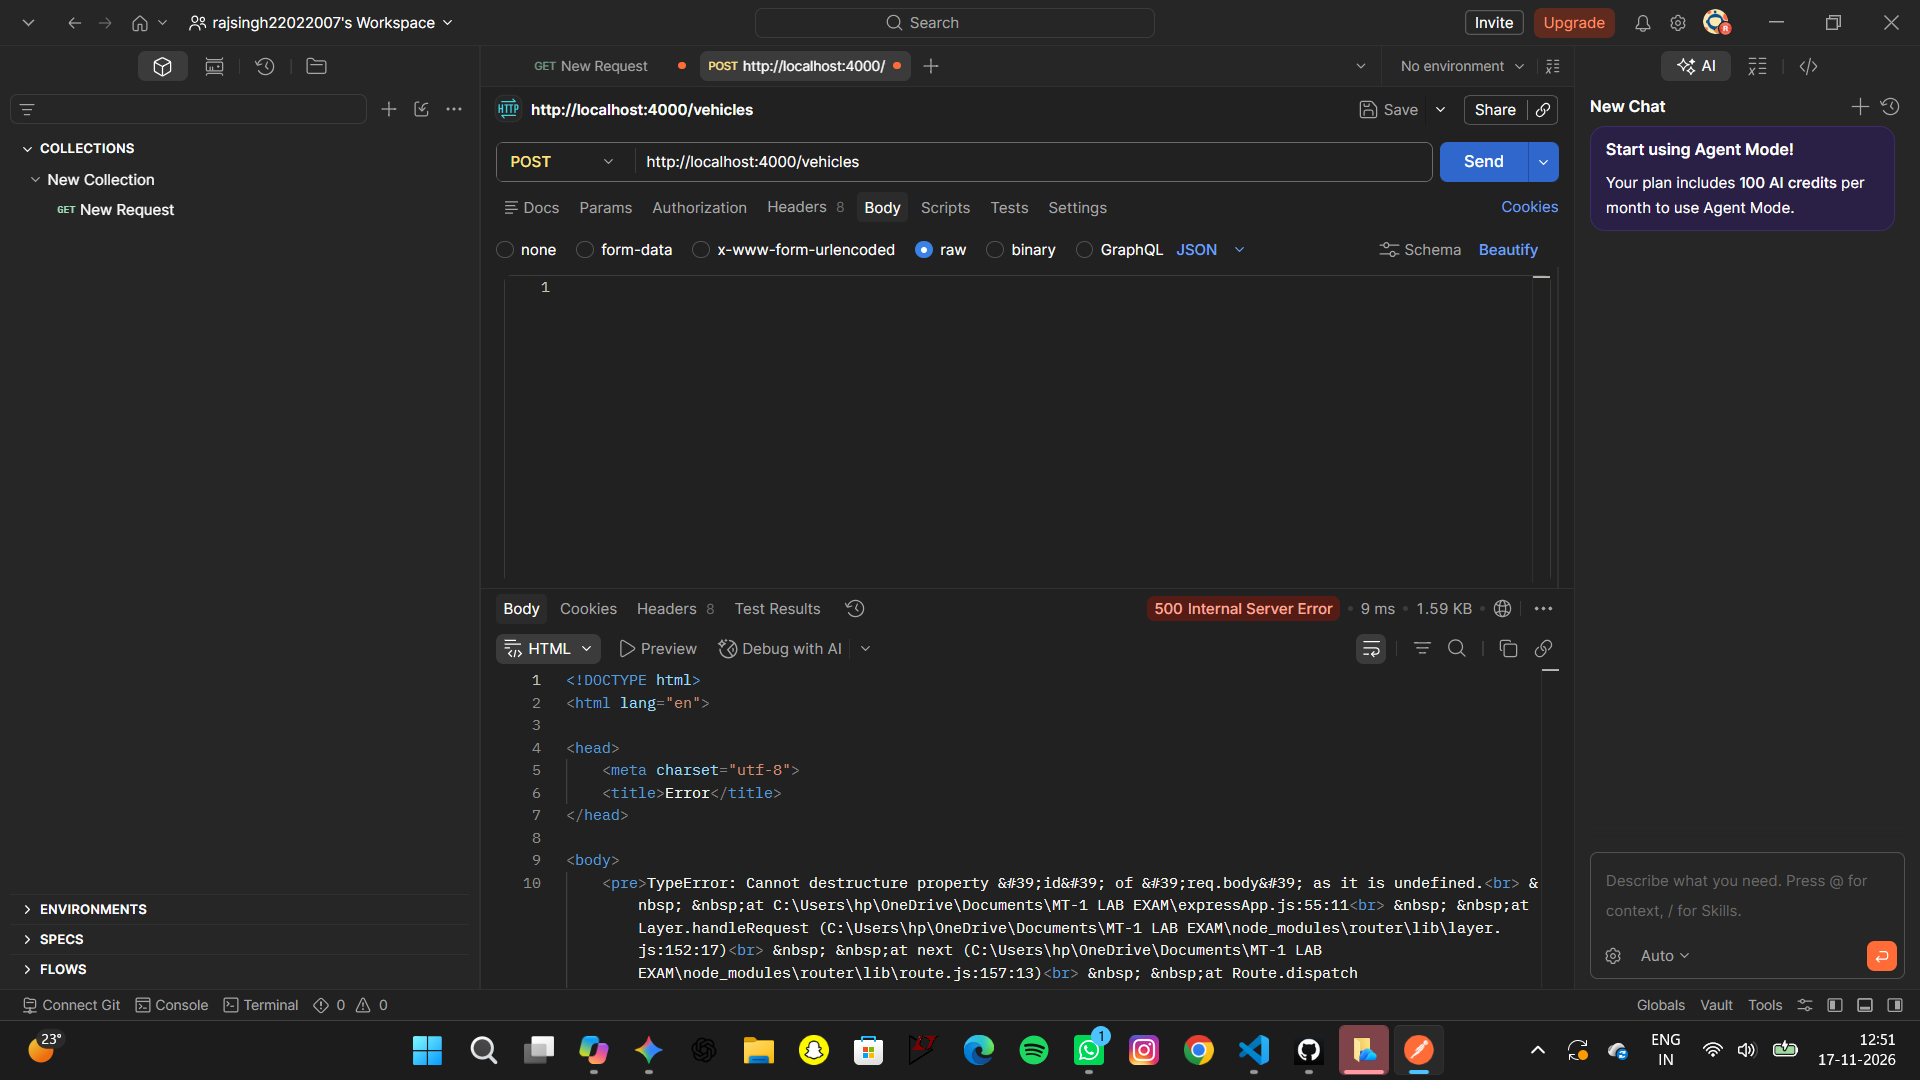 rajsingh22022007's Workspace
Search
Invite
Upgrade
GET New Request
POST http://localhost:4000/
No environment
AI
http://localhost:4000/vehicles
Save
Share
New Chat
COLLECTIONS
New Collection
GET New Request
POST
http://localhost:4000/vehicles
Send
Start using Agent Mode!
Your plan includes 100 AI credits per
month to use Agent Mode.
Docs
Params
Authorization
Headers 8
Body
Scripts
Tests
Settings
Cookies
none
form-data
x-www-form-urlencoded
raw
binary
GraphQL
JSON
Schema
Beautify
1
Body
Cookies
Headers 8
Test Results
500 Internal Server Error
9 ms
1.59 KB
HTML
Preview
Debug with AI
1 <!DOCTYPE html>
2 <html lang="en">
3
4 <head>
5 <meta charset="utf-8">
6 <title>Error</title>
7 </head>
8
9 <body>
10 <pre>TypeError: Cannot destructure property &#39;id&#39; of &#39;req.body&#39; as it is undefined.<br> &
nbsp; &nbsp;at C:\Users\hp\OneDrive\Documents\MT-1 LAB EXAM\expressApp.js:55:11<br> &nbsp; &nbsp;at
Layer.handleRequest (C:\Users\hp\OneDrive\Documents\MT-1 LAB EXAM\node_modules\router\lib\layer.
js:152:17)<br> &nbsp; &nbsp;at next (C:\Users\hp\OneDrive\Documents\MT-1 LAB
EXAM\node_modules\router\lib\route.js:157:13)<br> &nbsp; &nbsp;at Route.dispatch
Describe what you need. Press @ for
context, / for Skills.
Auto
ENVIRONMENTS
SPECS
FLOWS
Connect Git
Console
Terminal
0
0
Globals
Vault
Tools
23°
1
ENG
IN
12:51
17-11-2026